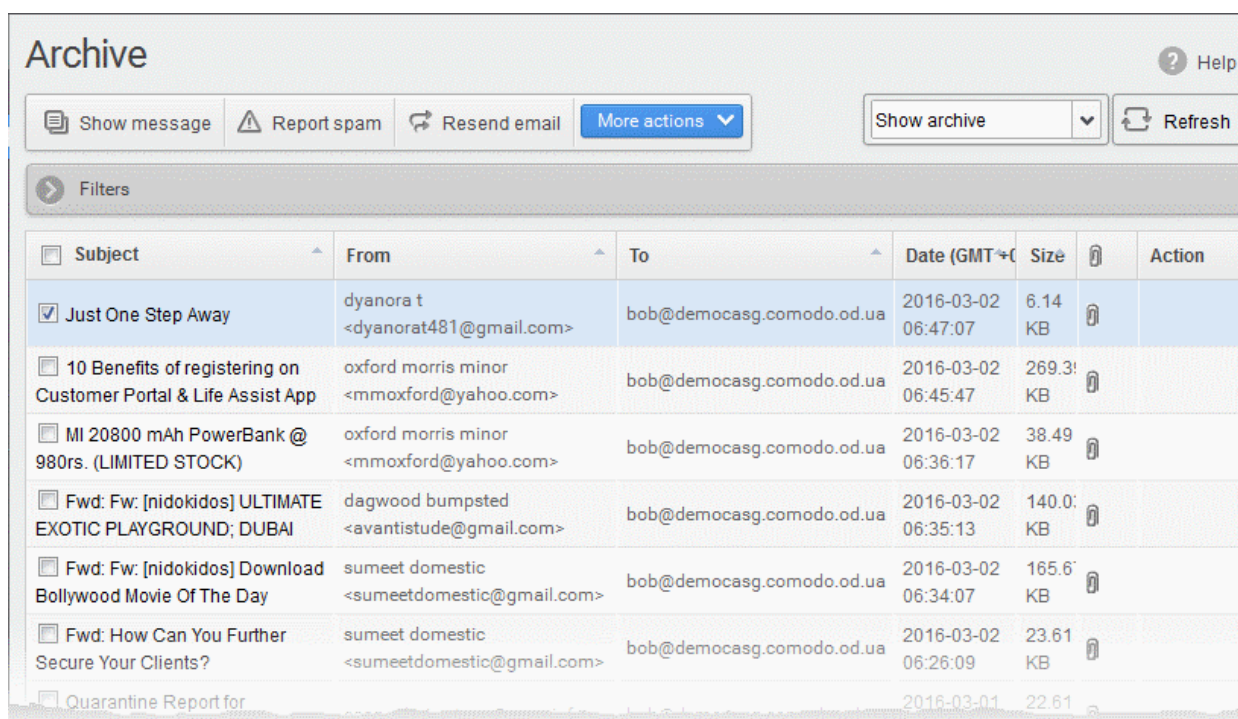 Archive
Help
Show message Report spam Resend email More actions Show archive Refresh
Filters
Subject From To Date (GMT Size Action
Just One Step Away
dyanora t
<dyanorat481@gmail.com>
bob@democasg.comodo.od.ua
2016-03-02
06:47:07
6.14
KB
10 Benefits of registering on
Customer Portal & Life Assist App
oxford morris minor
<mmoxford@yahoo.com>
bob@democasg.comodo.od.ua
2016-03-02
06:45:47
269.3
KB
MI 20800 mAh PowerBank @
980rs. (LIMITED STOCK)
oxford morris minor
<mmoxford@yahoo.com>
bob@democasg.comodo.od.ua
2016-03-02
06:36:17
38.49
KB
Fwd: Fw: [nidokidos] ULTIMATE
EXOTIC PLAYGROUND; DUBAI
dagwood bumpsted
<avantistude@gmail.com>
bob@democasg.comodo.od.ua
2016-03-02
06:35:13
140.0
KB
Fwd: Fw: [nidokidos] Download
Bollywood Movie Of The Day
sumeet domestic
<sumeetdomestic@gmail.com>
bob@democasg.comodo.od.ua
2016-03-02
06:34:07
165.6
KB
Fwd: How Can You Further
Secure Your Clients?
sumeet domestic
<sumeetdomestic@gmail.com>
bob@democasg.comodo.od.ua
2016-03-02
06:26:09
23.61
KB
Quarantine Report for
2016-03-01
22.61